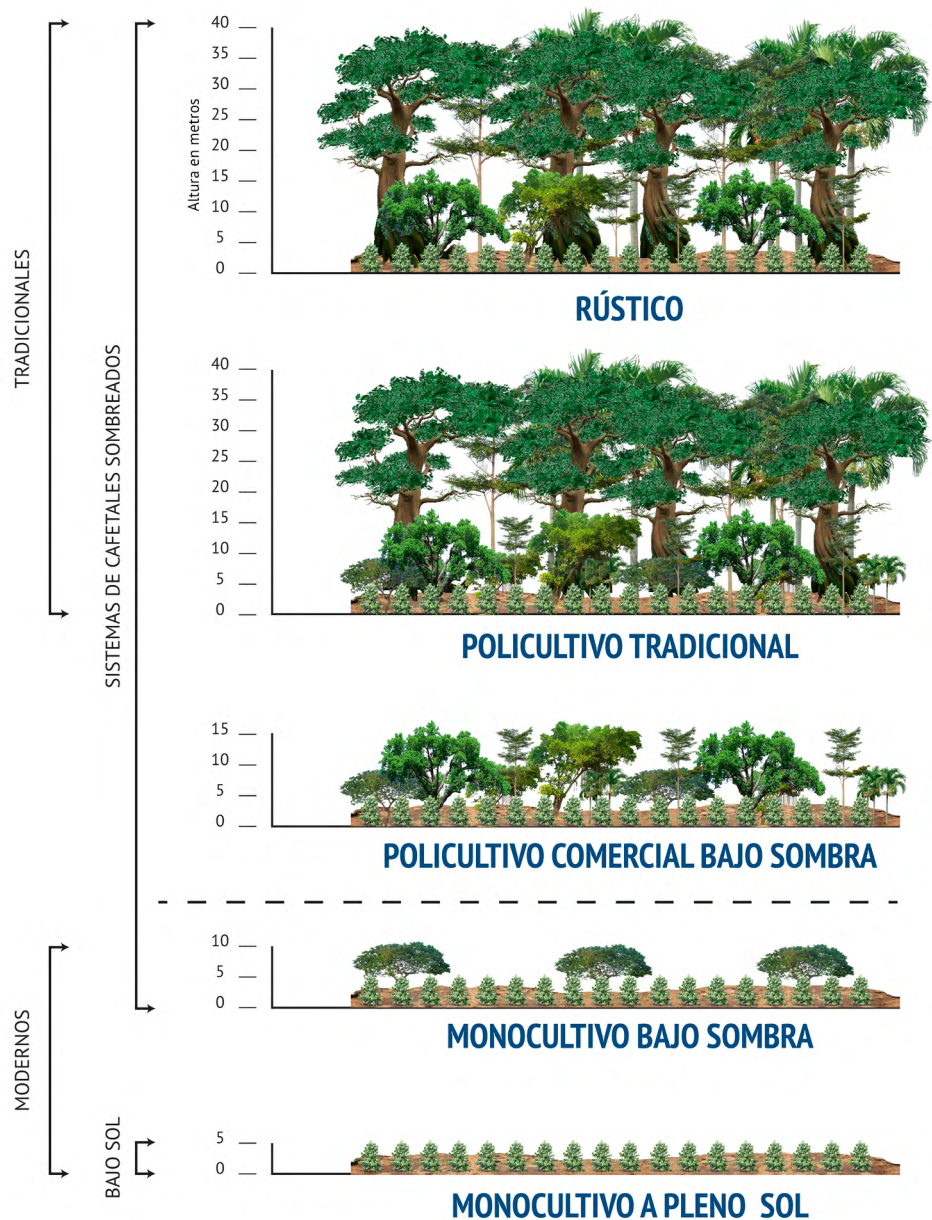 TRADICIONALES
SISTEMAS DE CAFETALES SOMBREADOS
Altura en metros
40
35
30
25
20
15
10
5
0
RÚSTICO
40
35
30
25
20
15
10
5
0
POLICULTIVO TRADICIONAL
15
10
5
0
POLICULTIVO COMERCIAL BAJO SOMBRA
MODERNOS
10
5
0
MONOCULTIVO BAJO SOMBRA
BAJO SOL
5
0
MONOCULTIVO A PLENO SOL